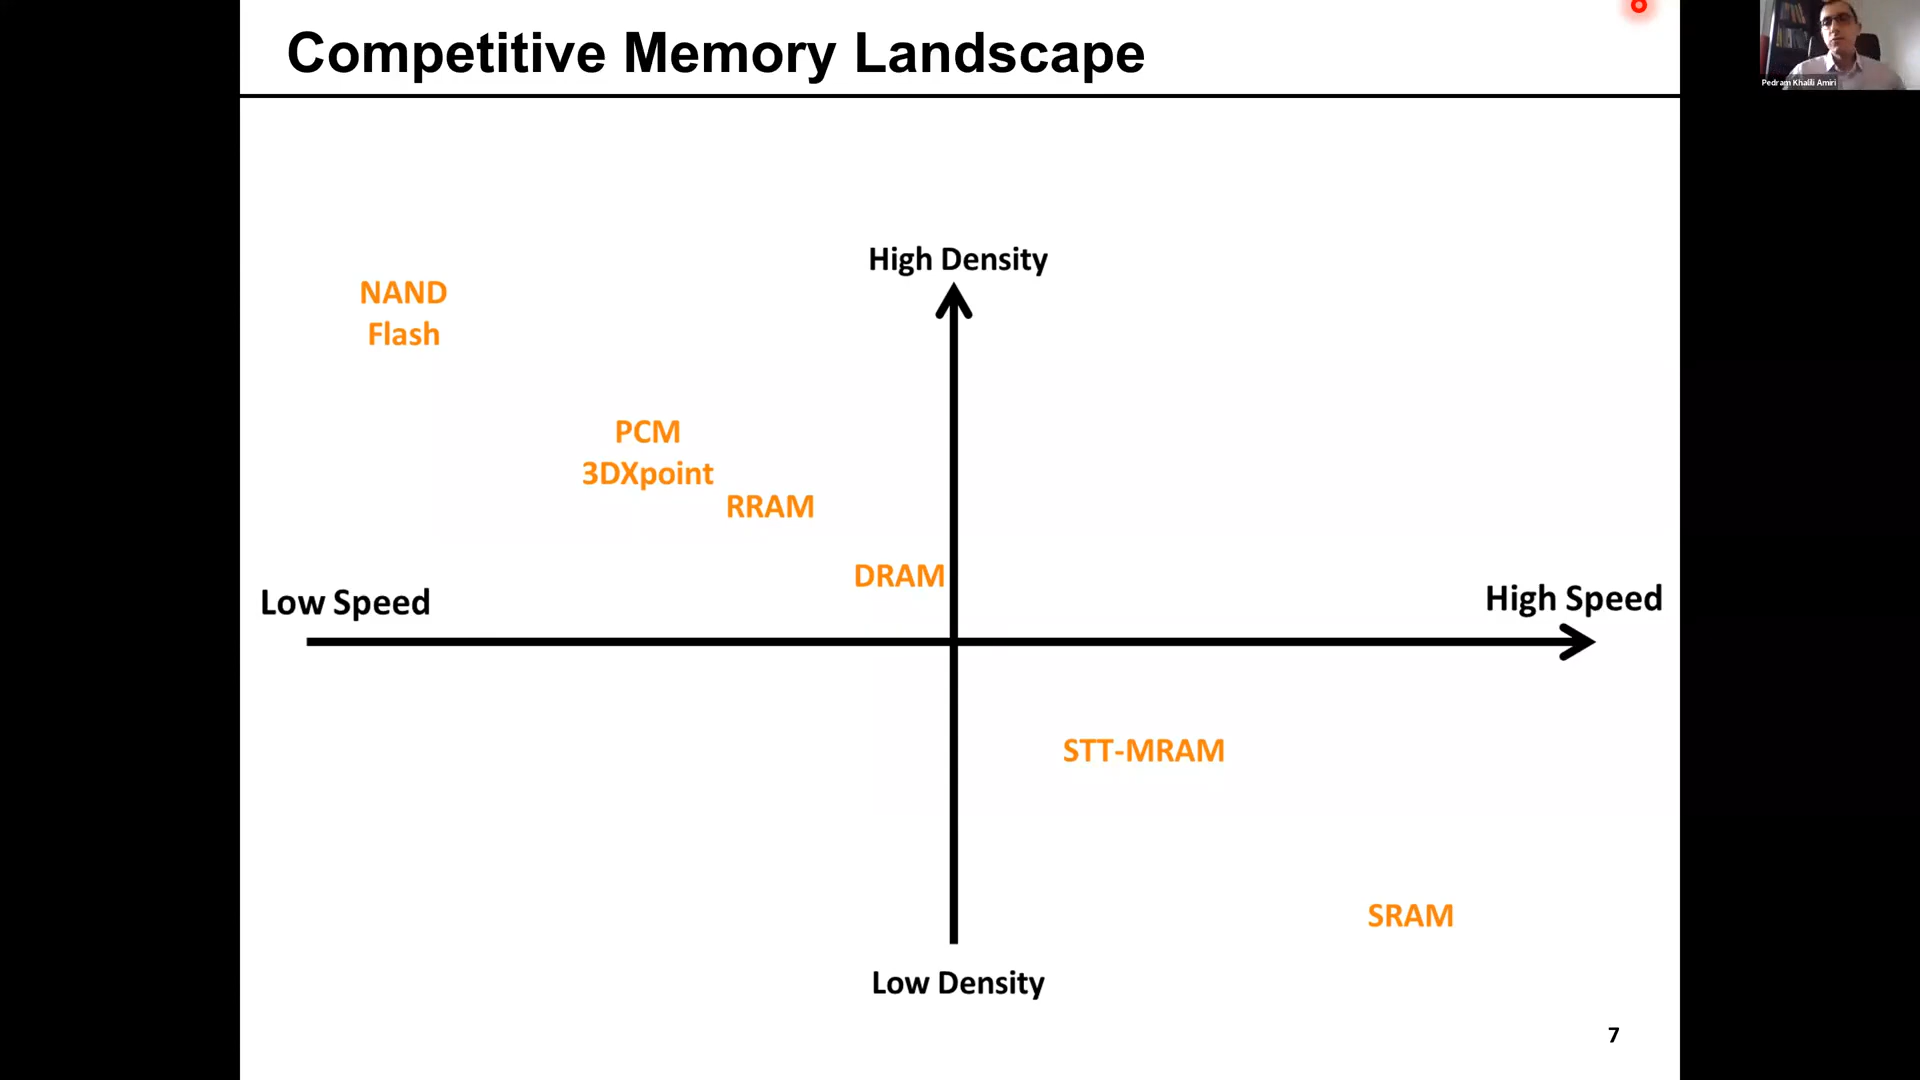 Competitive Memory Landscape
Pedram Khalili Amiri
High Density
NAND
Flash
PCM
3DXpoint
RRAM
DRAM
Low Speed
High Speed
STT-MRAM
SRAM
Low Density
7